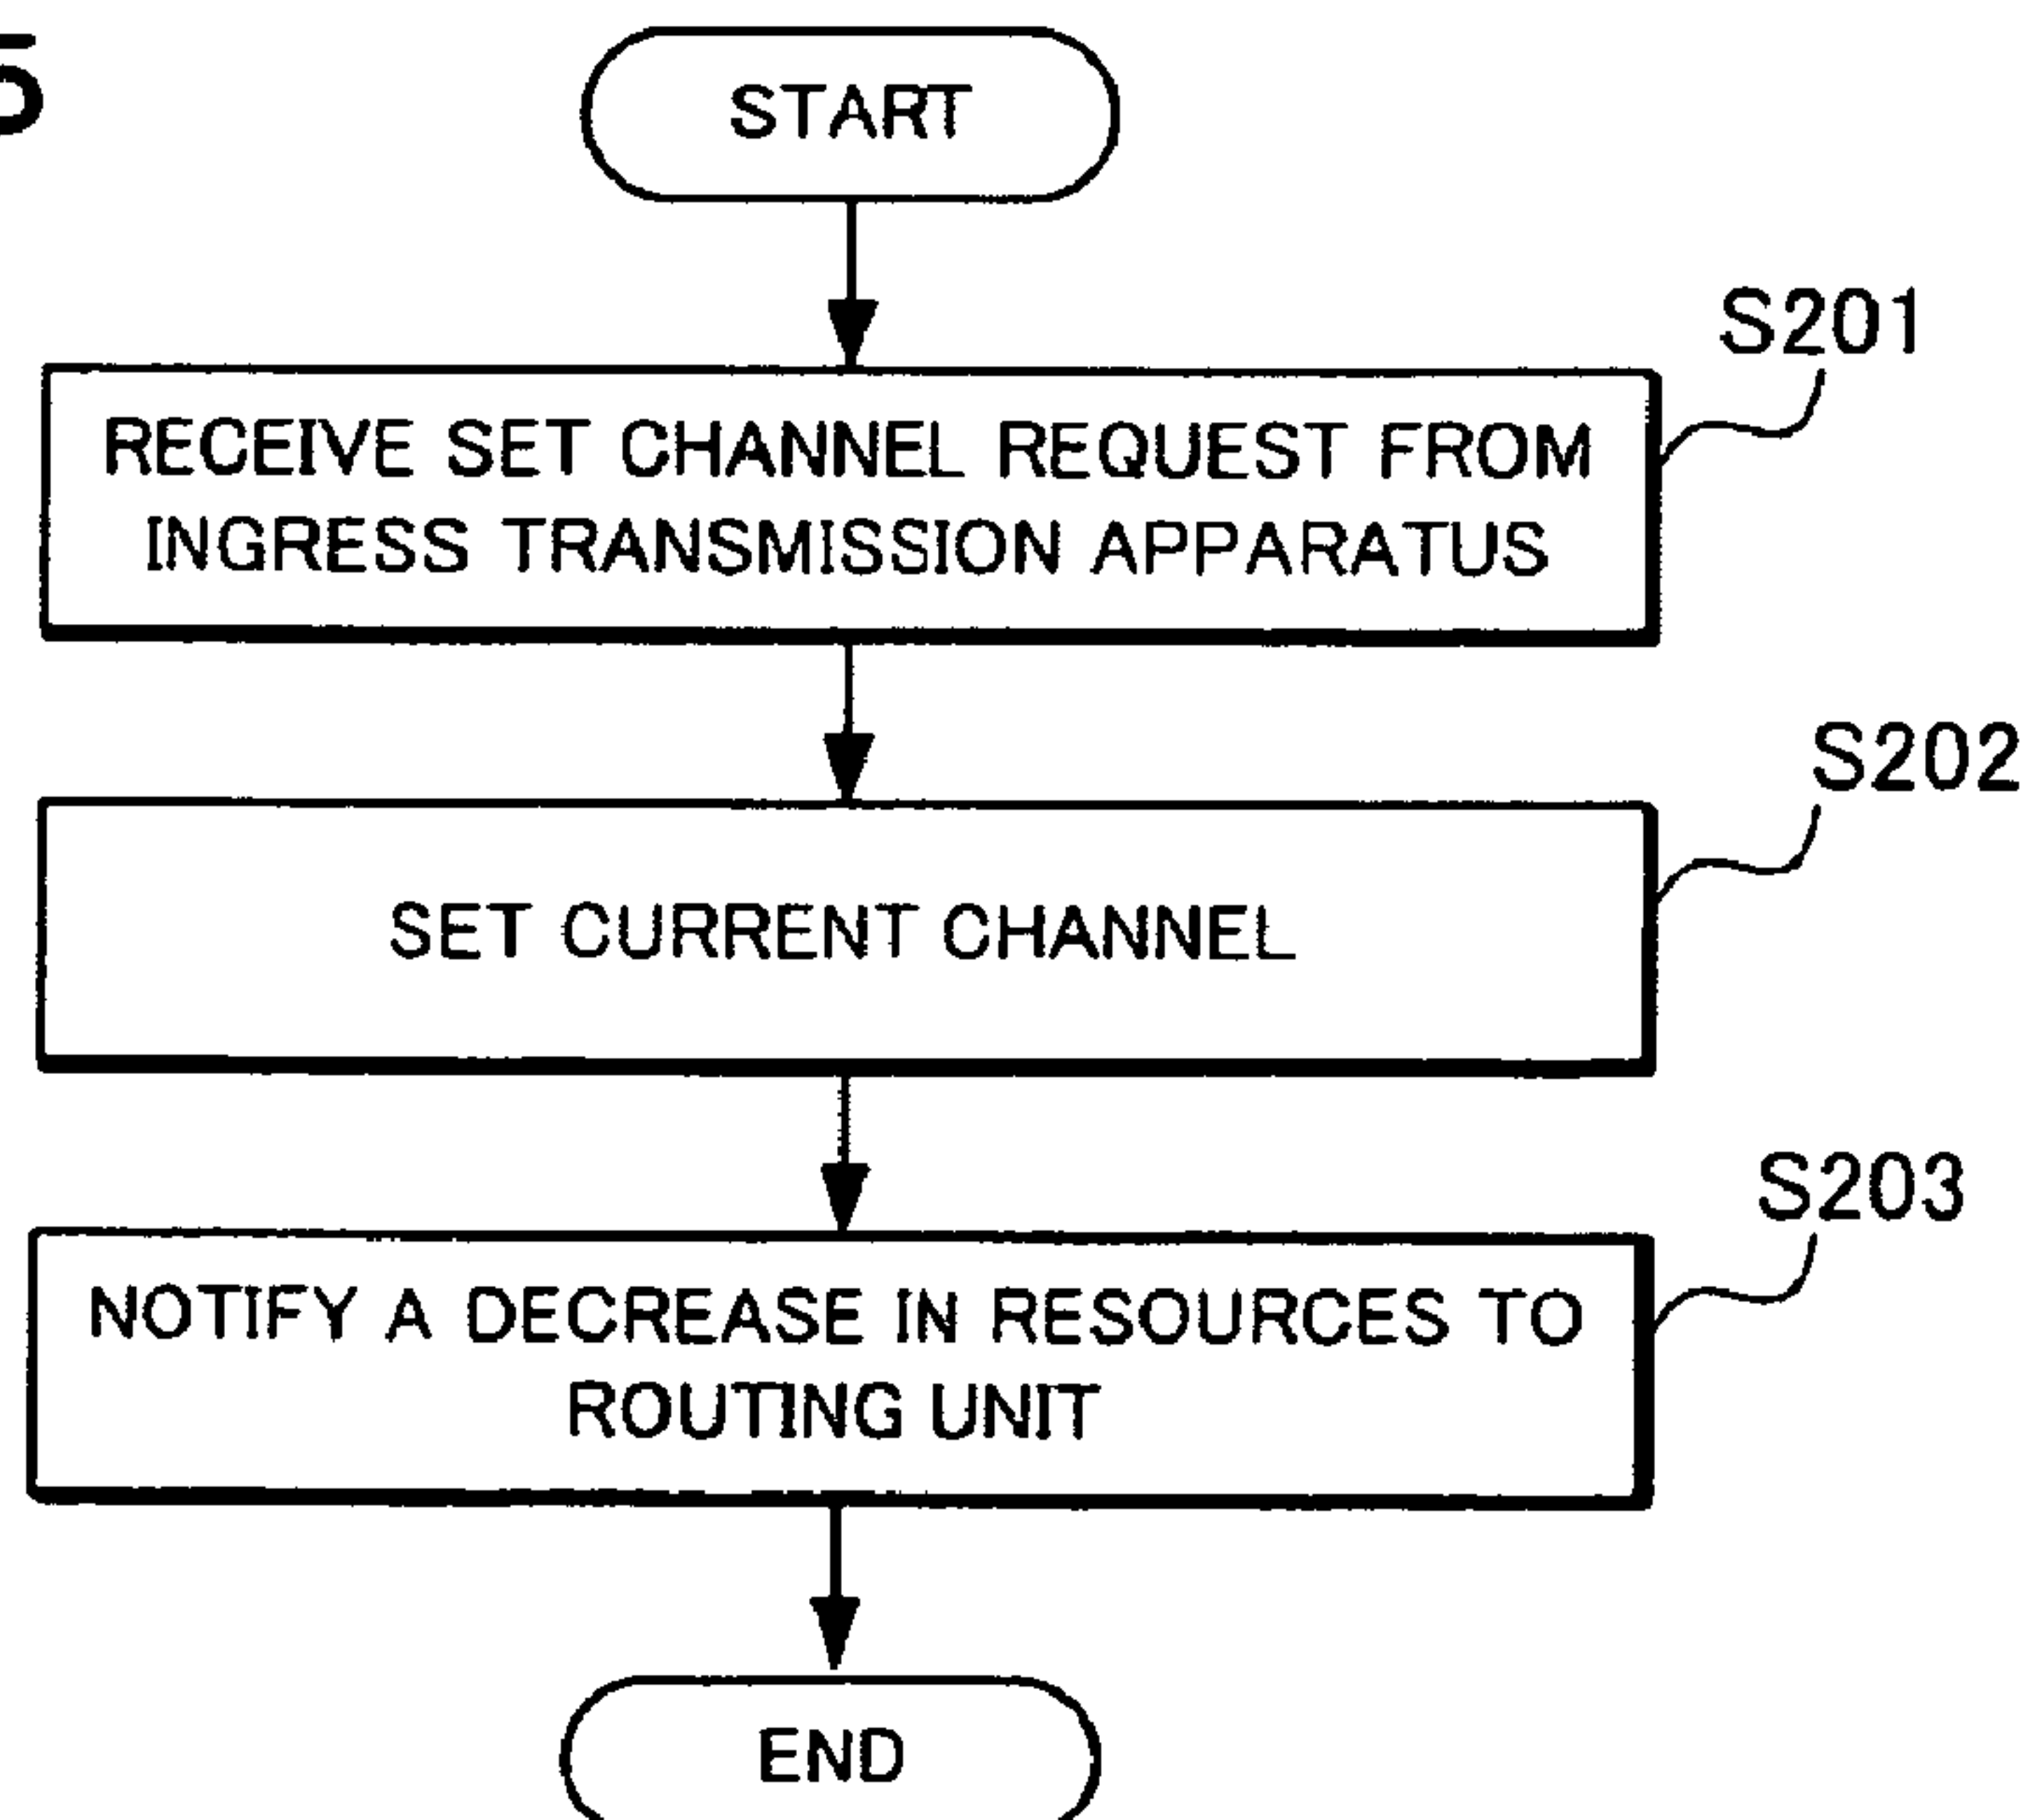 5
START
S201
RECEIVE SET CHANNEL REQUEST FROM
INGRESS TRANSMISSION APPARATUS
S202
SET CURRENT CHANNEL
S203
NOTIFY A DECREASE IN RESOURCES TO
ROUTING UNIT
END